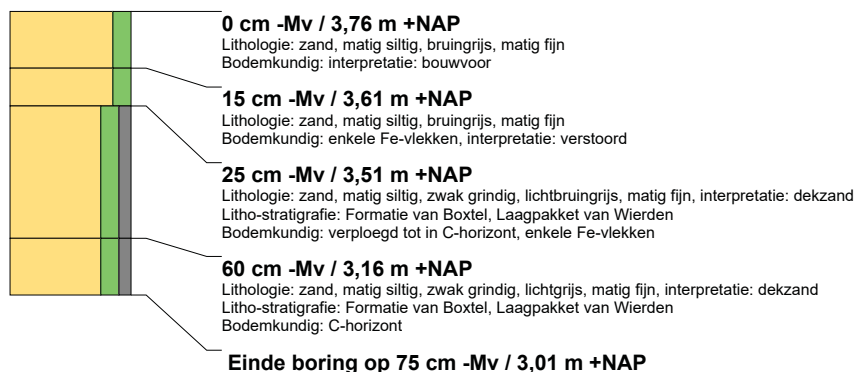 0 cm -Mv / 3,76 m +NAP
Lithologie: zand, matig siltig, bruingrijs, matig fijn
Bodemkundig: interpretatie: bouwvoor
15 cm -Mv / 3,61 m +NAP
Lithologie: zand, matig siltig, bruingrijs, matig fijn
Bodemkundig: enkele Fe-vlekken, interpretatie: verstoord
25 cm -Mv / 3,51 m +NAP
Lithologie: zand, matig siltig, zwak grindig, lichtbruingrijs, matig fijn, interpretatie: dekzand
Litho-stratigrafie: Formatie van Boxtel, Laagpakket van Wierden
Bodemkundig: verploegd tot in C-horizont, enkele Fe-vlekken
60 cm -Mv / 3,16 m +NAP
Lithologie: zand, matig siltig, zwak grindig, lichtgrijs, matig fijn, interpretatie: dekzand
Litho-stratigrafie: Formatie van Boxtel, Laagpakket van Wierden
Bodemkundig: C-horizont
Einde boring op 75 cm -Mv / 3,01 m +NAP